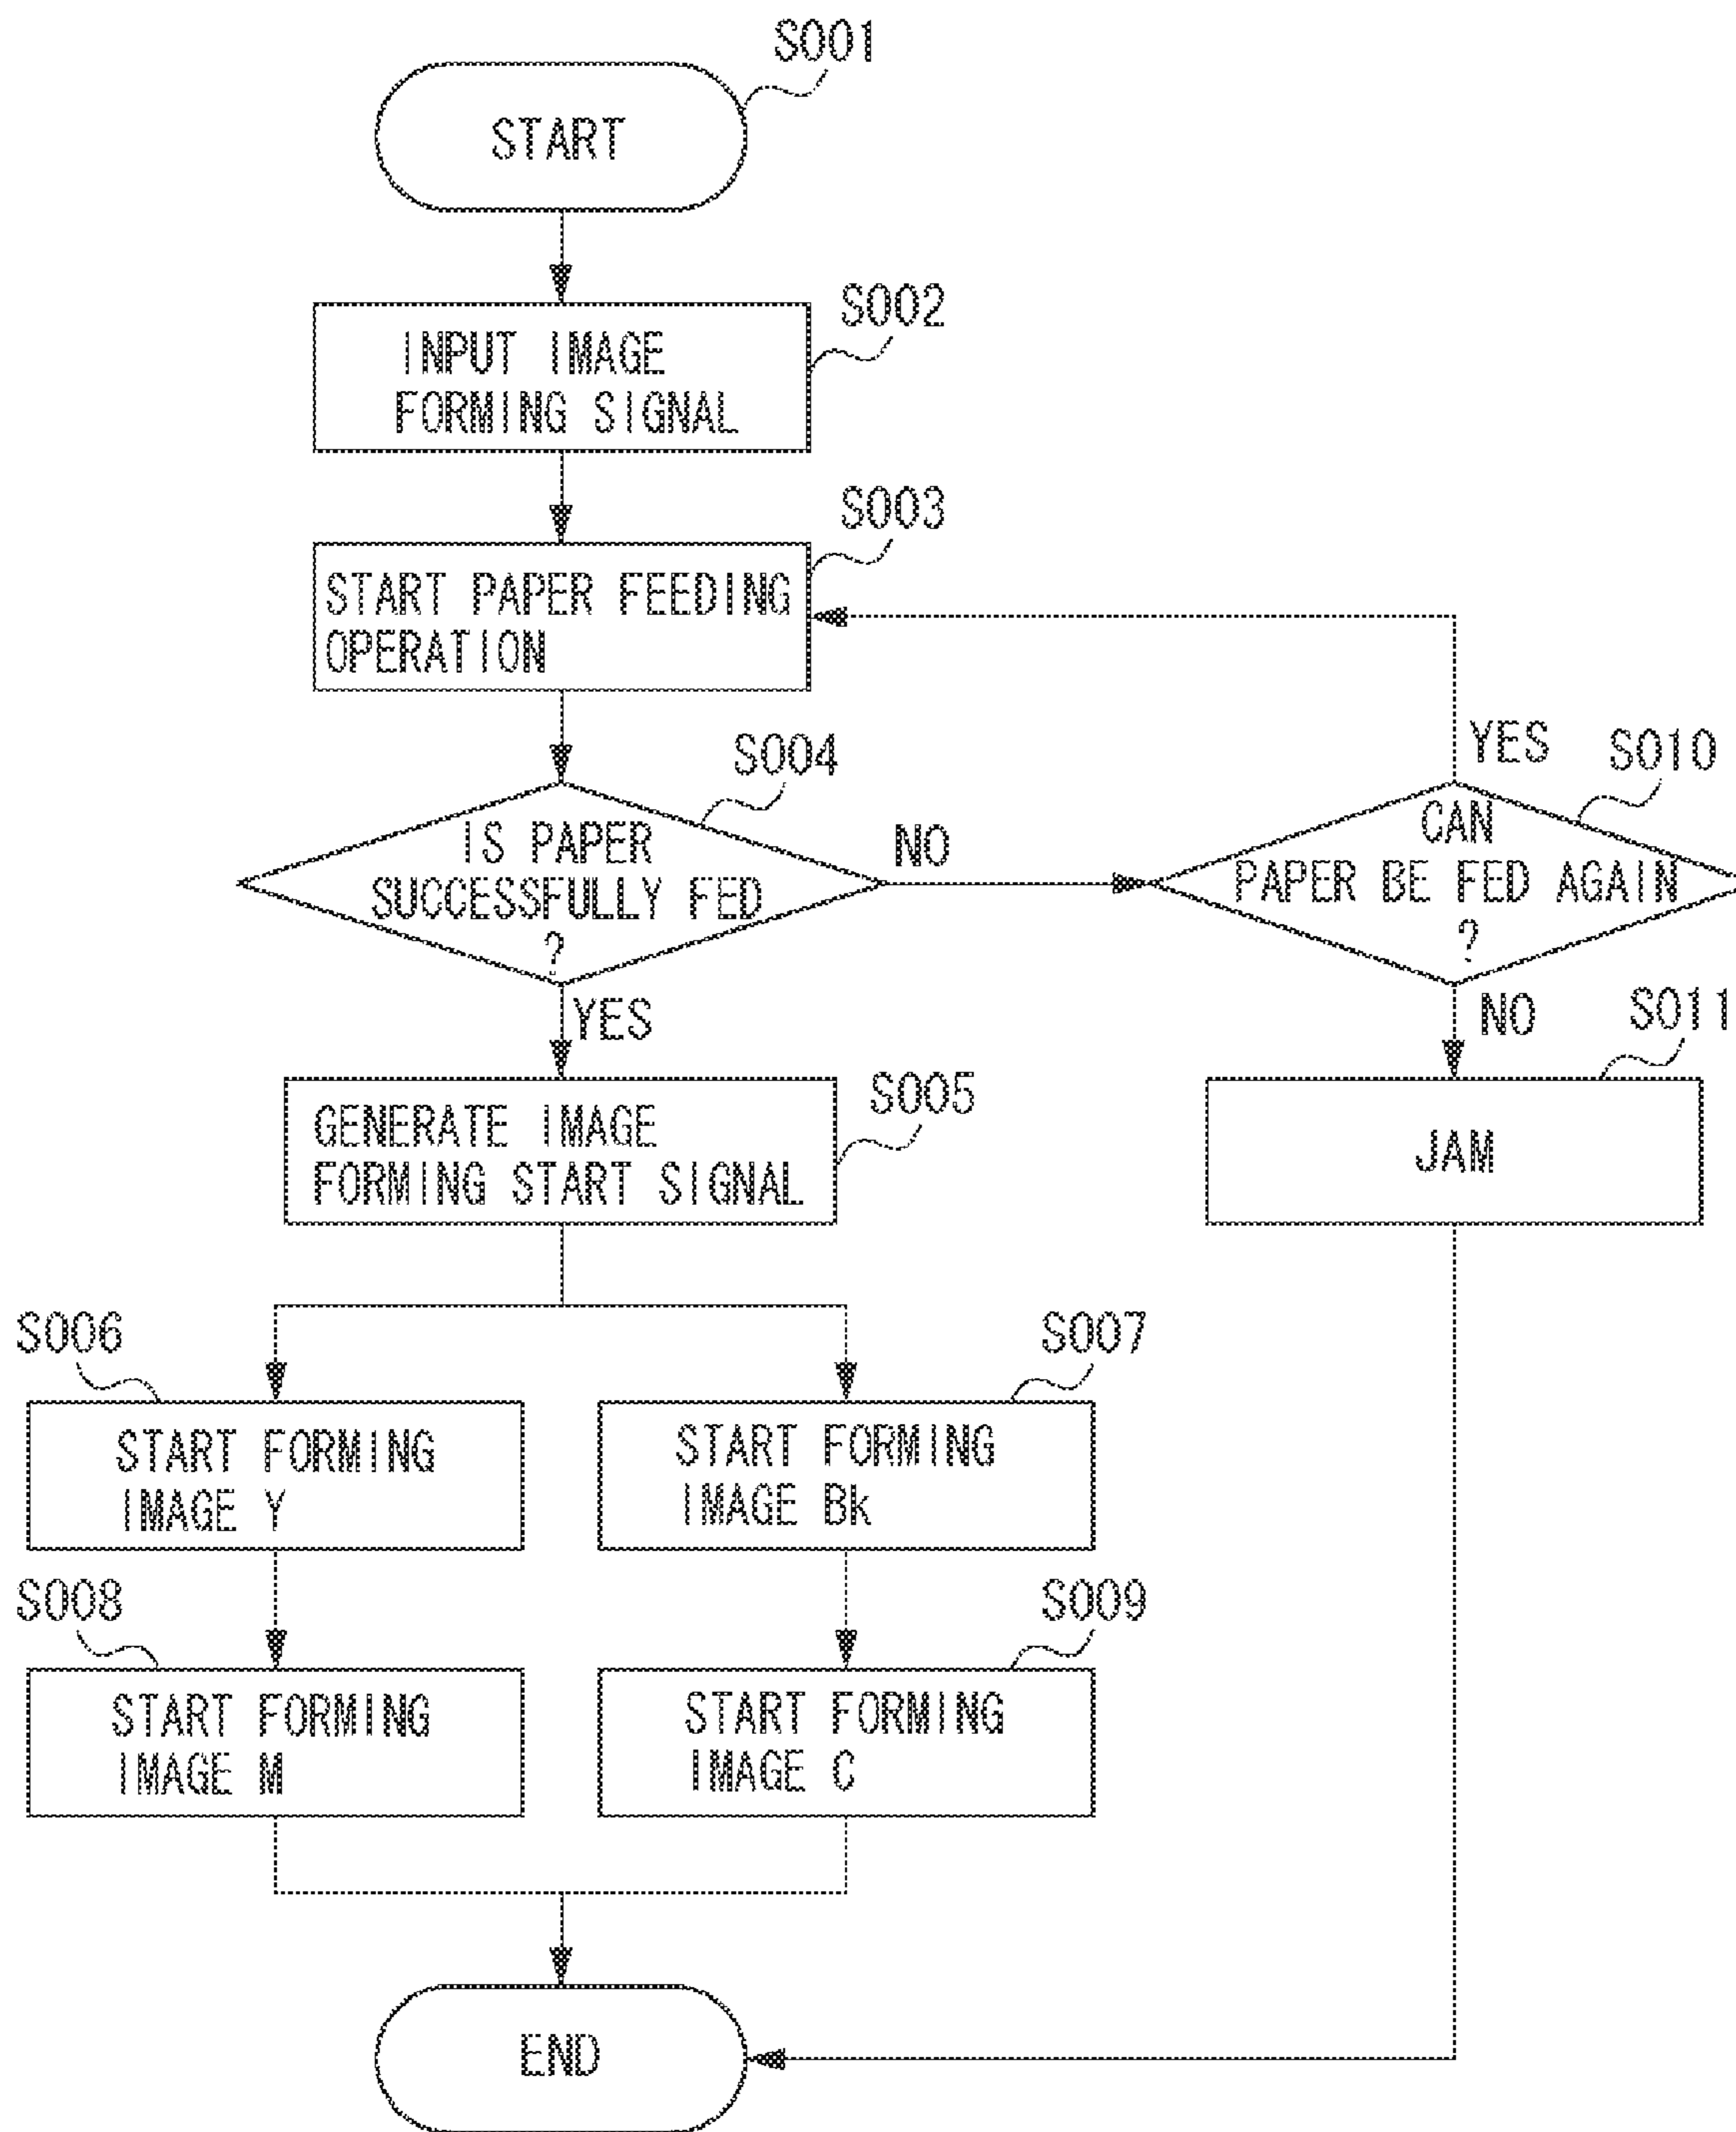 S001
START
S002
INPUT IMAGE
FORMING SIGNAL
S003
START PAPER FEEDING
OPERATION
S004
IS PAPER
SUCCESSFULLY FED
?
NO
YES
S010
CAN
PAPER BE FED AGAIN
?
YES
NO
S011
JAM
S005
GENERATE IMAGE
FORMING START SIGNAL
S006
START FORMING
IMAGE Y
S007
START FORMING
IMAGE Bk
S008
START FORMING
IMAGE M
S009
START FORMING
IMAGE C
END